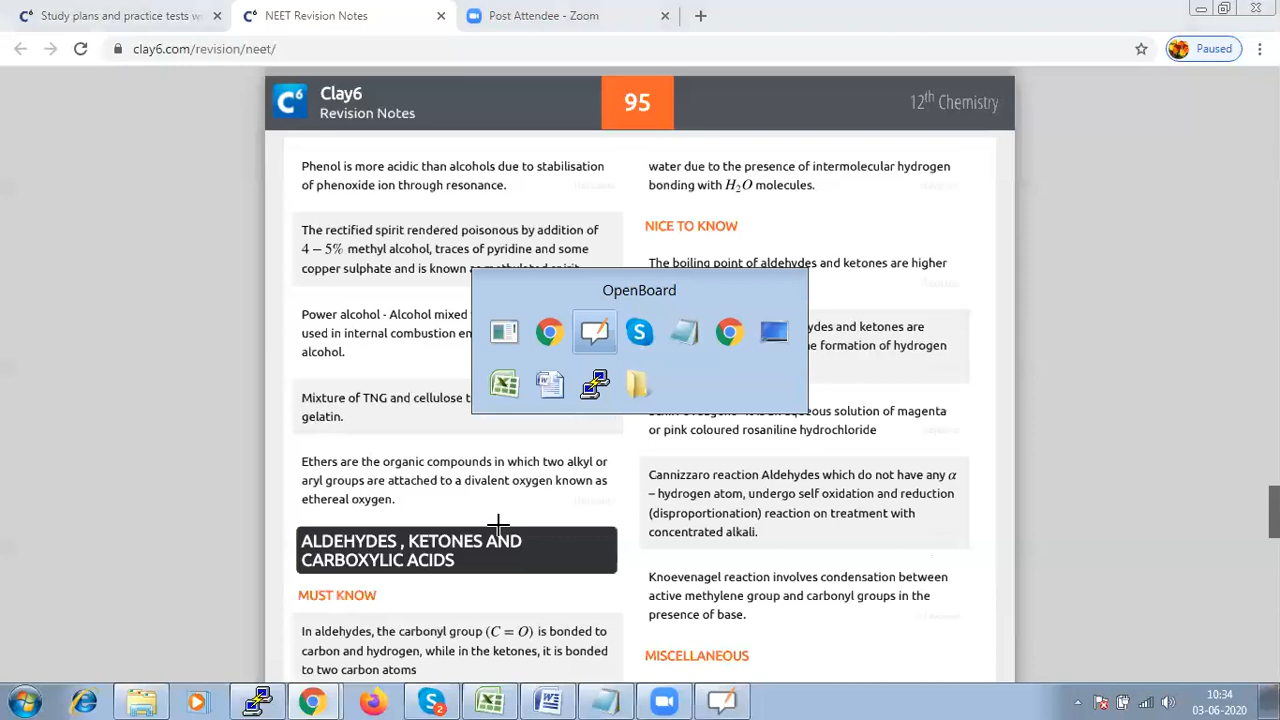 Study plans and practice tests w
NEET Revision Notes
Post Attendee - Zoom
clay6.com/revision/neet/
Paused
Clay6
Revision Notes
95
12th Chemistry
Phenol is more acidic than alcohols due to stabilisation
of phenoxide ion through resonance.
The rectified spirit rendered poisonous by addition of
4 – 5% methyl alcohol, traces of pyridine and some
copper sulphate and is known as methylated spirit.
Power alcohol - Alcohol mixed
used in internal combustion en
alcohol.
Mixture of TNG and cellulose t
gelatin.
Ethers are the organic compounds in which two alkyl or
aryl groups are attached to a divalent oxygen known as
ethereal oxygen.
ALDEHYDES , KETONES AND
CARBOXYLIC ACIDS
MUST KNOW
In aldehydes, the carbonyl group (C = O) is bonded to
carbon and hydrogen, while in the ketones, it is bonded
to two carbon atoms
water due to the presence of intermolecular hydrogen
bonding with H₂O molecules.
NICE TO KNOW
The boiling point of aldehydes and ketones are higher
ydes and ketones are
e formation of hydrogen
aqueous solution of magenta
or pink coloured rosaniline hydrochloride
Cannizzaro reaction Aldehydes which do not have any α
– hydrogen atom, undergo self oxidation and reduction
(disproportionation) reaction on treatment with
concentrated alkali.
Knoevenagel reaction involves condensation between
active methylene group and carbonyl groups in the
presence of base.
MISCELLANEOUS
OpenBoard
2
10:34
03-06-2020